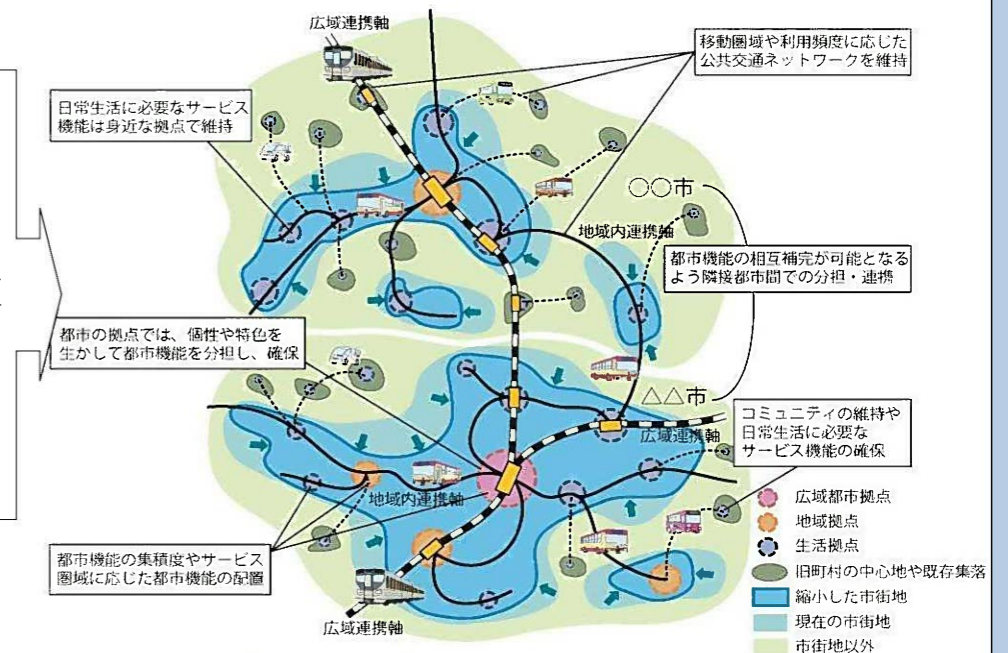 広域連携軸
移動圏域や利用頻度に応じた
公共交通ネットワークを維持
日常生活に必要なサービス
機能は身近な拠点で維持
○○市
地域内連携軸
都市機能の相互補完が可能となる
よう隣接都市間での分担・連携
都市の拠点では、個性や特色を
生かして都市機能を分担し、確保
△△市
広域連携軸
コミュニティの維持や
日常生活に必要な
サービス機能の確保
地域内連携軸
都市機能の集積度やサービス
圏域に応じた都市機能の配置
広域連携軸
広域都市拠点
地域拠点
生活拠点
旧町村の中心地や既存集落
縮小した市街地
現在の市街地
市街地以外